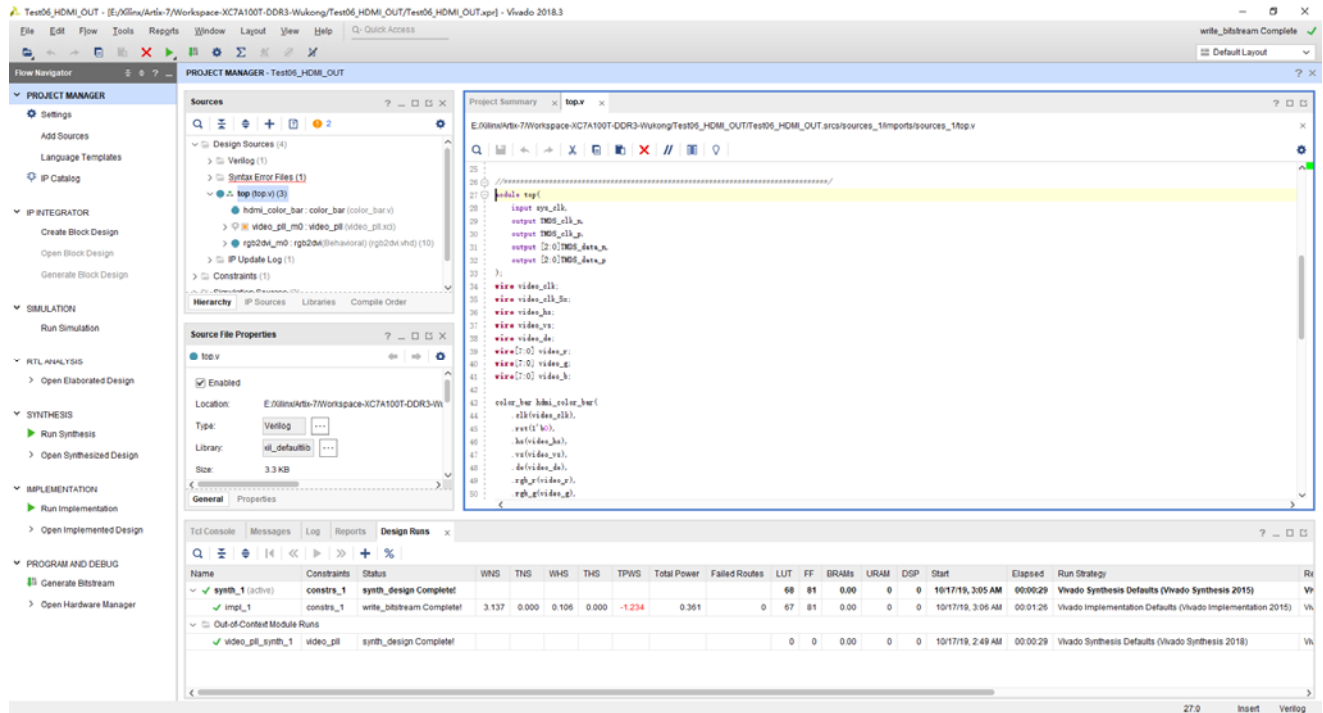 Test06_HDMI_OUT - [E:/Xilinx/Artix-7/Workspace-XC7A100T-DDR3-Wukong/Test06_HDMI_OUT/Test06_HDMI_OUT.xpr] - Vivado 2018.3
File Edit Flow Tools Reports Window Layout View Help Quick Access
write_bitstream Complete
Default Layout
Flow Navigator
PROJECT MANAGER - Test06_HDMI_OUT
PROJECT MANAGER
Settings
Add Sources
Language Templates
IP Catalog
IP INTEGRATOR
Create Block Design
Open Block Design
Generate Block Design
SIMULATION
Run Simulation
RTL ANALYSIS
Open Elaborated Design
SYNTHESIS
Run Synthesis
Open Synthesized Design
IMPLEMENTATION
Run Implementation
Open Implemented Design
PROGRAM AND DEBUG
Generate Bitstream
Open Hardware Manager
Sources
2
Design Sources (4)
Verilog (1)
Syntax Error Files (1)
top (top.v) (3)
hdmi_color_bar : color_bar (color_bar.v)
video_pll_m0 : video_pll (video_pll.xci)
rgb2dvi_m0 : rgb2dvi(Behavioral) (rgb2dvi.vhd) (10)
IP Update Log (1)
Constraints (1)
Hierarchy IP Sources Libraries Compile Order
Source File Properties
top.v
Enabled
Location: E:/Xilinx/Artix-7/Workspace-XC7A100T-DDR3-Wu
Type: Verilog
Library: xil_defaultlib
Size: 3.3 KB
General Properties
Project Summary top.v
E:/Xilinx/Artix-7/Workspace-XC7A100T-DDR3-Wukong/Test06_HDMI_OUT/Test06_HDMI_OUT.srcs/sources_1/imports/sources_1/top.v
25
26
27 module top(
28 input sys_clk,
29 output TMDS_clk_n,
30 output TMDS_clk_p,
31 output [2:0]TMDS_data_n,
32 output [2:0]TMDS_data_p
33 );
34 wire video_clk;
35 wire video_clk_5x;
36 wire video_hs;
37 wire video_vs;
38 wire video_de;
39 wire[7:0] video_r;
40 wire[7:0] video_g;
41 wire[7:0] video_b;
42
43 color_bar hdmi_color_bar(
44 .clk(video_clk),
45 .rst(1'b0),
46 .hs(video_hs),
47 .vs(video_vs),
48 .de(video_de),
49 .rgb_r(video_r),
50 .rgb_g(video_g),
Tcl Console Messages Log Reports Design Runs
Name Constraints Status WNS TNS WHS THS TPWS Total Power Failed Routes LUT FF BRAMs URAM DSP Start Elapsed Run Strategy Re
synth_1 (active) constrs_1 synth_design Complete! 68 81 0.00 0 0 10/17/19, 3:05 AM 00:00:29 Vivado Synthesis Defaults (Vivado Synthesis 2015)
impl_1 constrs_1 write_bitstream Complete! 3.137 0.000 0.106 0.000 -1.234 0.361 0 67 81 0.00 0 0 10/17/19, 3:06 AM 00:01:26 Vivado Implementation Defaults (Vivado Implementation 2015)
Out-of-Context Module Runs
video_pll_synth_1 video_pll synth_design Complete! 0 0 0.00 0 0 10/17/19, 2:49 AM 00:00:29 Vivado Synthesis Defaults (Vivado Synthesis 2018)
27:0 Insert Verilog